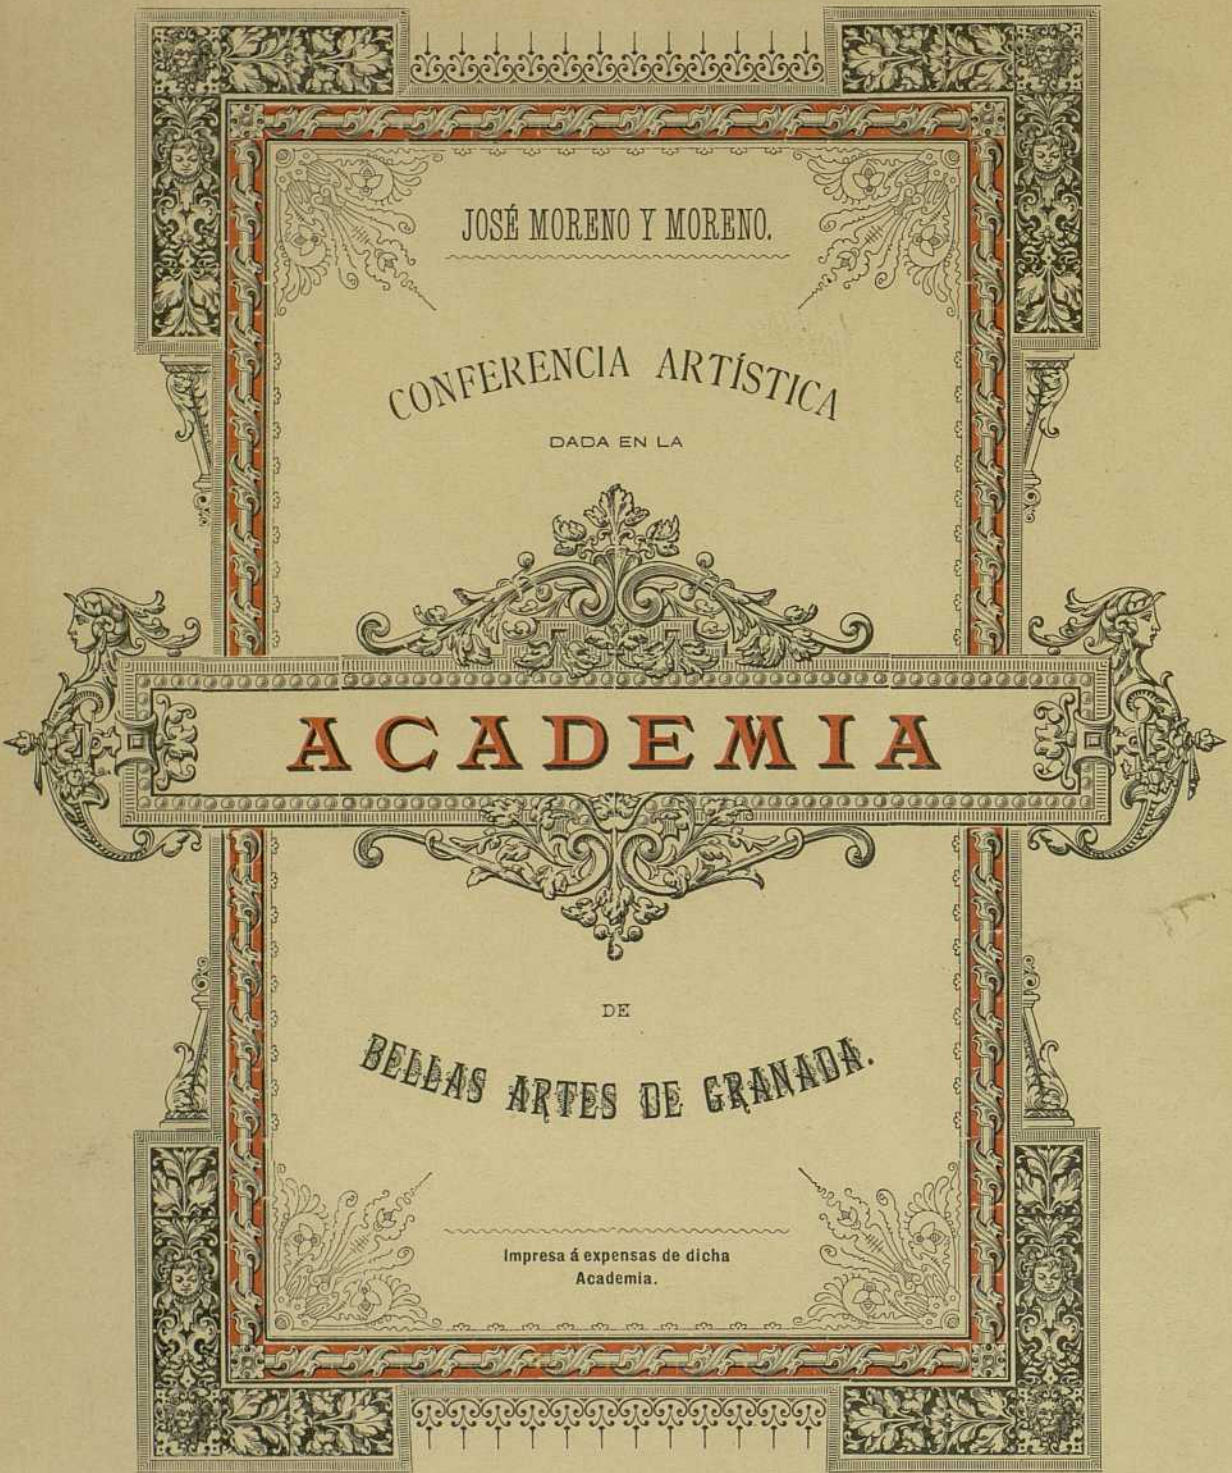 JOSÉ MORENO Y MORENO.
CONFERENCIA ARTÍSTICA
DADA EN LA
ACADEMIA
DE
BELLAS ARTES DE GRANADA.
Impresa á expensas de dicha
Academia.